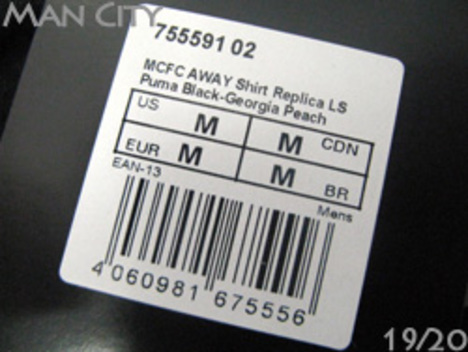 MAN CITY
755591 02
MCFC AWAY Shirt Replica LS
Puma Black-Georgia Peach
US M M CDN
EUR M M BR
EAN-13 Mens
4 060981 675556
19/20